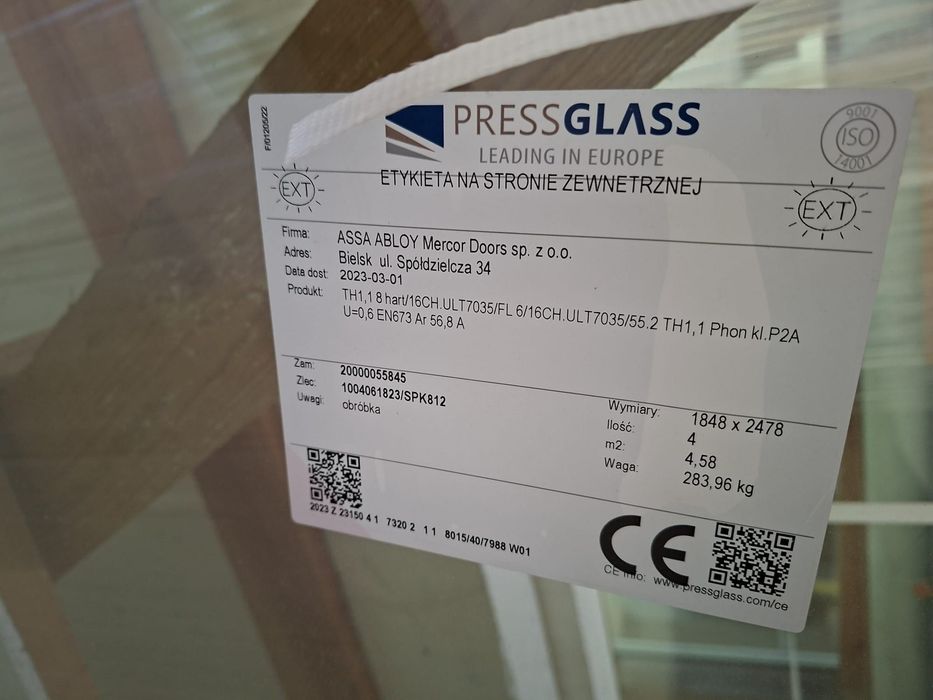 F/01205/22
PRESSGLASS
LEADING IN EUROPE
9001
ISO
14001
ETYKIETA NA STRONIE ZEWNETRZNEJ
EXT
EXT
Firma: ASSA ABLOY Mercor Doors sp. z o.o.
Adres: Bielsk ul. Spółdzielcza 34
Data dost: 2023-03-01
Produkt: TH1,1 8 hart/16CH.ULT7035/FL 6/16CH.ULT7035/55.2 TH1,1 Phon kl.P2A
U=0,6 EN673 Ar 56,8 A
Zam: 20000055845
Zlec: 1004061823/SPK812
Uwagi: obróbka
Wymiary: 1848 x 2478
Ilość: 4
m2: 4,58
Waga: 283,96 kg
2023 Z 23150 4 1 7320 2 1 1 8015/40/7988 W01
CE
CE info: www.pressglass.com/ce